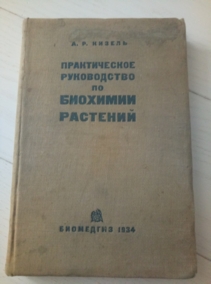 А. Р. КИЗЕЛЬ
ПРАКТИЧЕСКОЕ
РУКОВОДСТВО
ПО
БИОХИМИИ
РАСТЕНИЙ
БИОМЕДГИЗ 1934